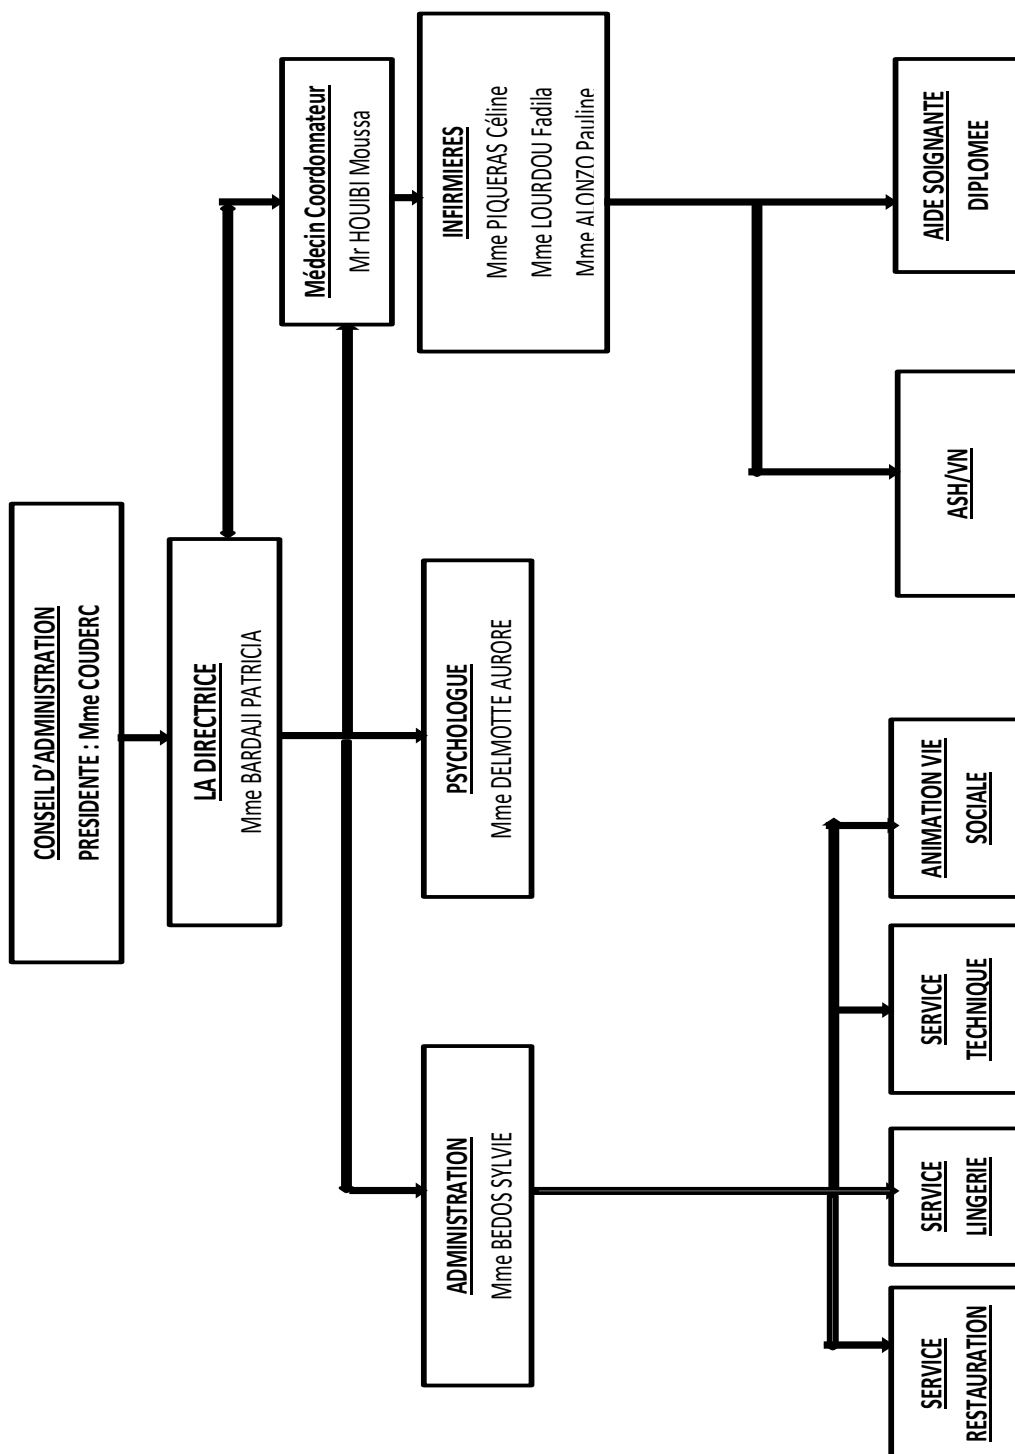 CONSEIL D'ADMINISTRATION
PRESIDENTE : Mme COUDERC
LA DIRECTRICE
Mme BARDAJI PATRICIA
Médecin Coordonnateur
Mr HOUIBI Moussa
ADMINISTRATION
Mme BEDOS SYLVIE
PSYCHOLOGUE
Mme DELMOTTE AURORE
INFIRMIERES
Mme PIQUERAS Céline
Mme LOURDOU Fadila
Mme ALONZO Pauline
SERVICE
RESTAURATION
SERVICE
LINGERIE
SERVICE
TECHNIQUE
ANIMATION VIE
SOCIALE
ASH/VN
AIDE SOIGNANTE
DIPLOMEE